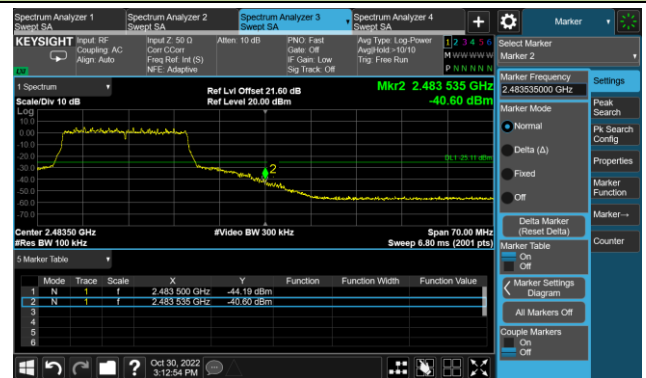 Spectrum Analyzer 1
Swept SA
Spectrum Analyzer 2
Swept SA
Spectrum Analyzer 3
Swept SA
Spectrum Analyzer 4
Swept SA
+
Marker
KEYSIGHT
Input: RF
Coupling: AC
Align: Auto
Input Z: 50 Ω
Corr CCorr
Freq Ref: Int (S)
NFE: Adaptive
Atten: 10 dB
PNO: Fast
Gate: Off
IF Gain: Low
Sig Track: Off
Avg Type: Log-Power
Avg|Hold:>10/10
Trig: Free Run
1 2 3 4 5 6
M W W W W W
P N N N N N
LXI
Select Marker
Marker 2
1 Spectrum
Scale/Div 10 dB
Log
Ref Lvl Offset 21.60 dB
Ref Level 20.00 dBm
Mkr2 2.483 535 GHz
-40.60 dBm
10.0
0.00
-10.0
-20.0
-30.0
-40.0
-50.0
-60.0
-70.0
DL1 -25.11 dBm
2
Center 2.48350 GHz
#Res BW 100 kHz
#Video BW 300 kHz
Span 70.00 MHz
Sweep 6.80 ms (2001 pts)
5 Marker Table
Mode Trace Scale X Y Function Function Width Function Value
1 N 1 f 2.483 500 GHz -44.19 dBm
2 N 1 f 2.483 535 GHz -40.60 dBm
3
4
5
6
Marker Frequency
2.483535000 GHz
Marker Mode
Normal
Delta (Δ)
Fixed
Off
Delta Marker
(Reset Delta)
Marker Table
On
Off
Marker Settings
Diagram
All Markers Off
Couple Markers
On
Off
Settings
Peak
Search
Pk Search
Config
Properties
Marker
Function
Marker→
Counter
?
Oct 30, 2022
3:12:54 PM